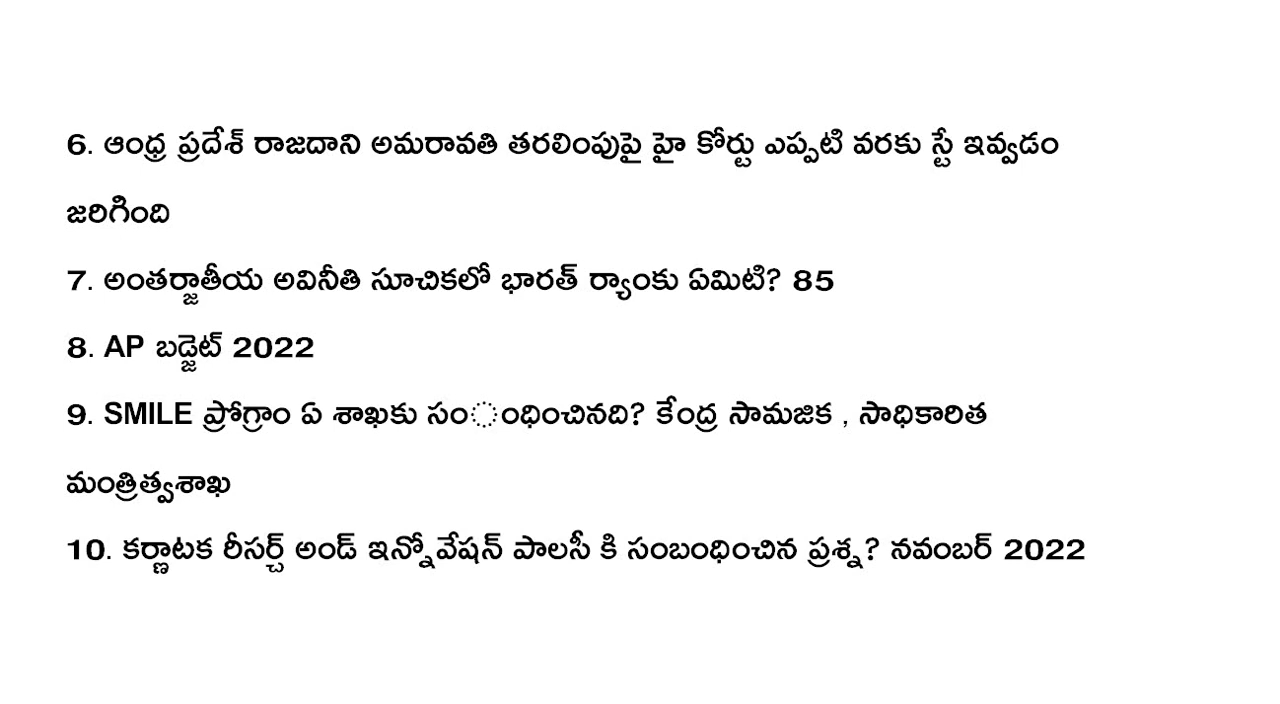 6. ఆంధ్ర ప్రదేశ్ రాజదాని అమరావతి తరలింపుపై హై కోర్టు ఎప్పటి వరకు స్టే ఇవ్వడం
జరిగింది
7. అంతర్జాతీయ అవినీతి సూచికలో భారత్ ర్యాంకు ఏమిటి? 85
8. AP బడ్జెట్ 2022
9. SMILE ప్రోగ్రాం ఏ శాఖకు సం◌ంధించినది? కేంద్ర సామజిక , సాధికారిత
మంత్రిత్వశాఖ
10. కర్ణాటక రీసర్చ్ అండ్ ఇన్నోవేషన్ పాలసీ కి సంబంధించిన ప్రశ్న? నవంబర్ 2022